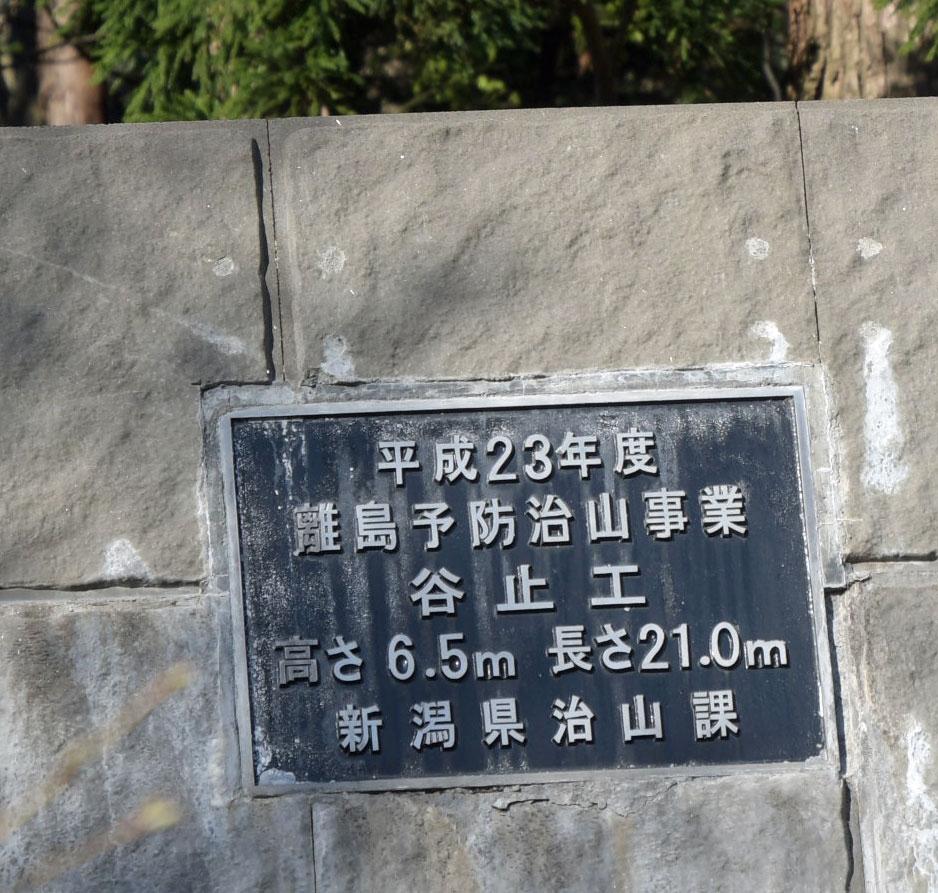 平成23年度
離島予防治山事業
谷止工
高さ 6.5m 長さ21.0m
新潟県治山課